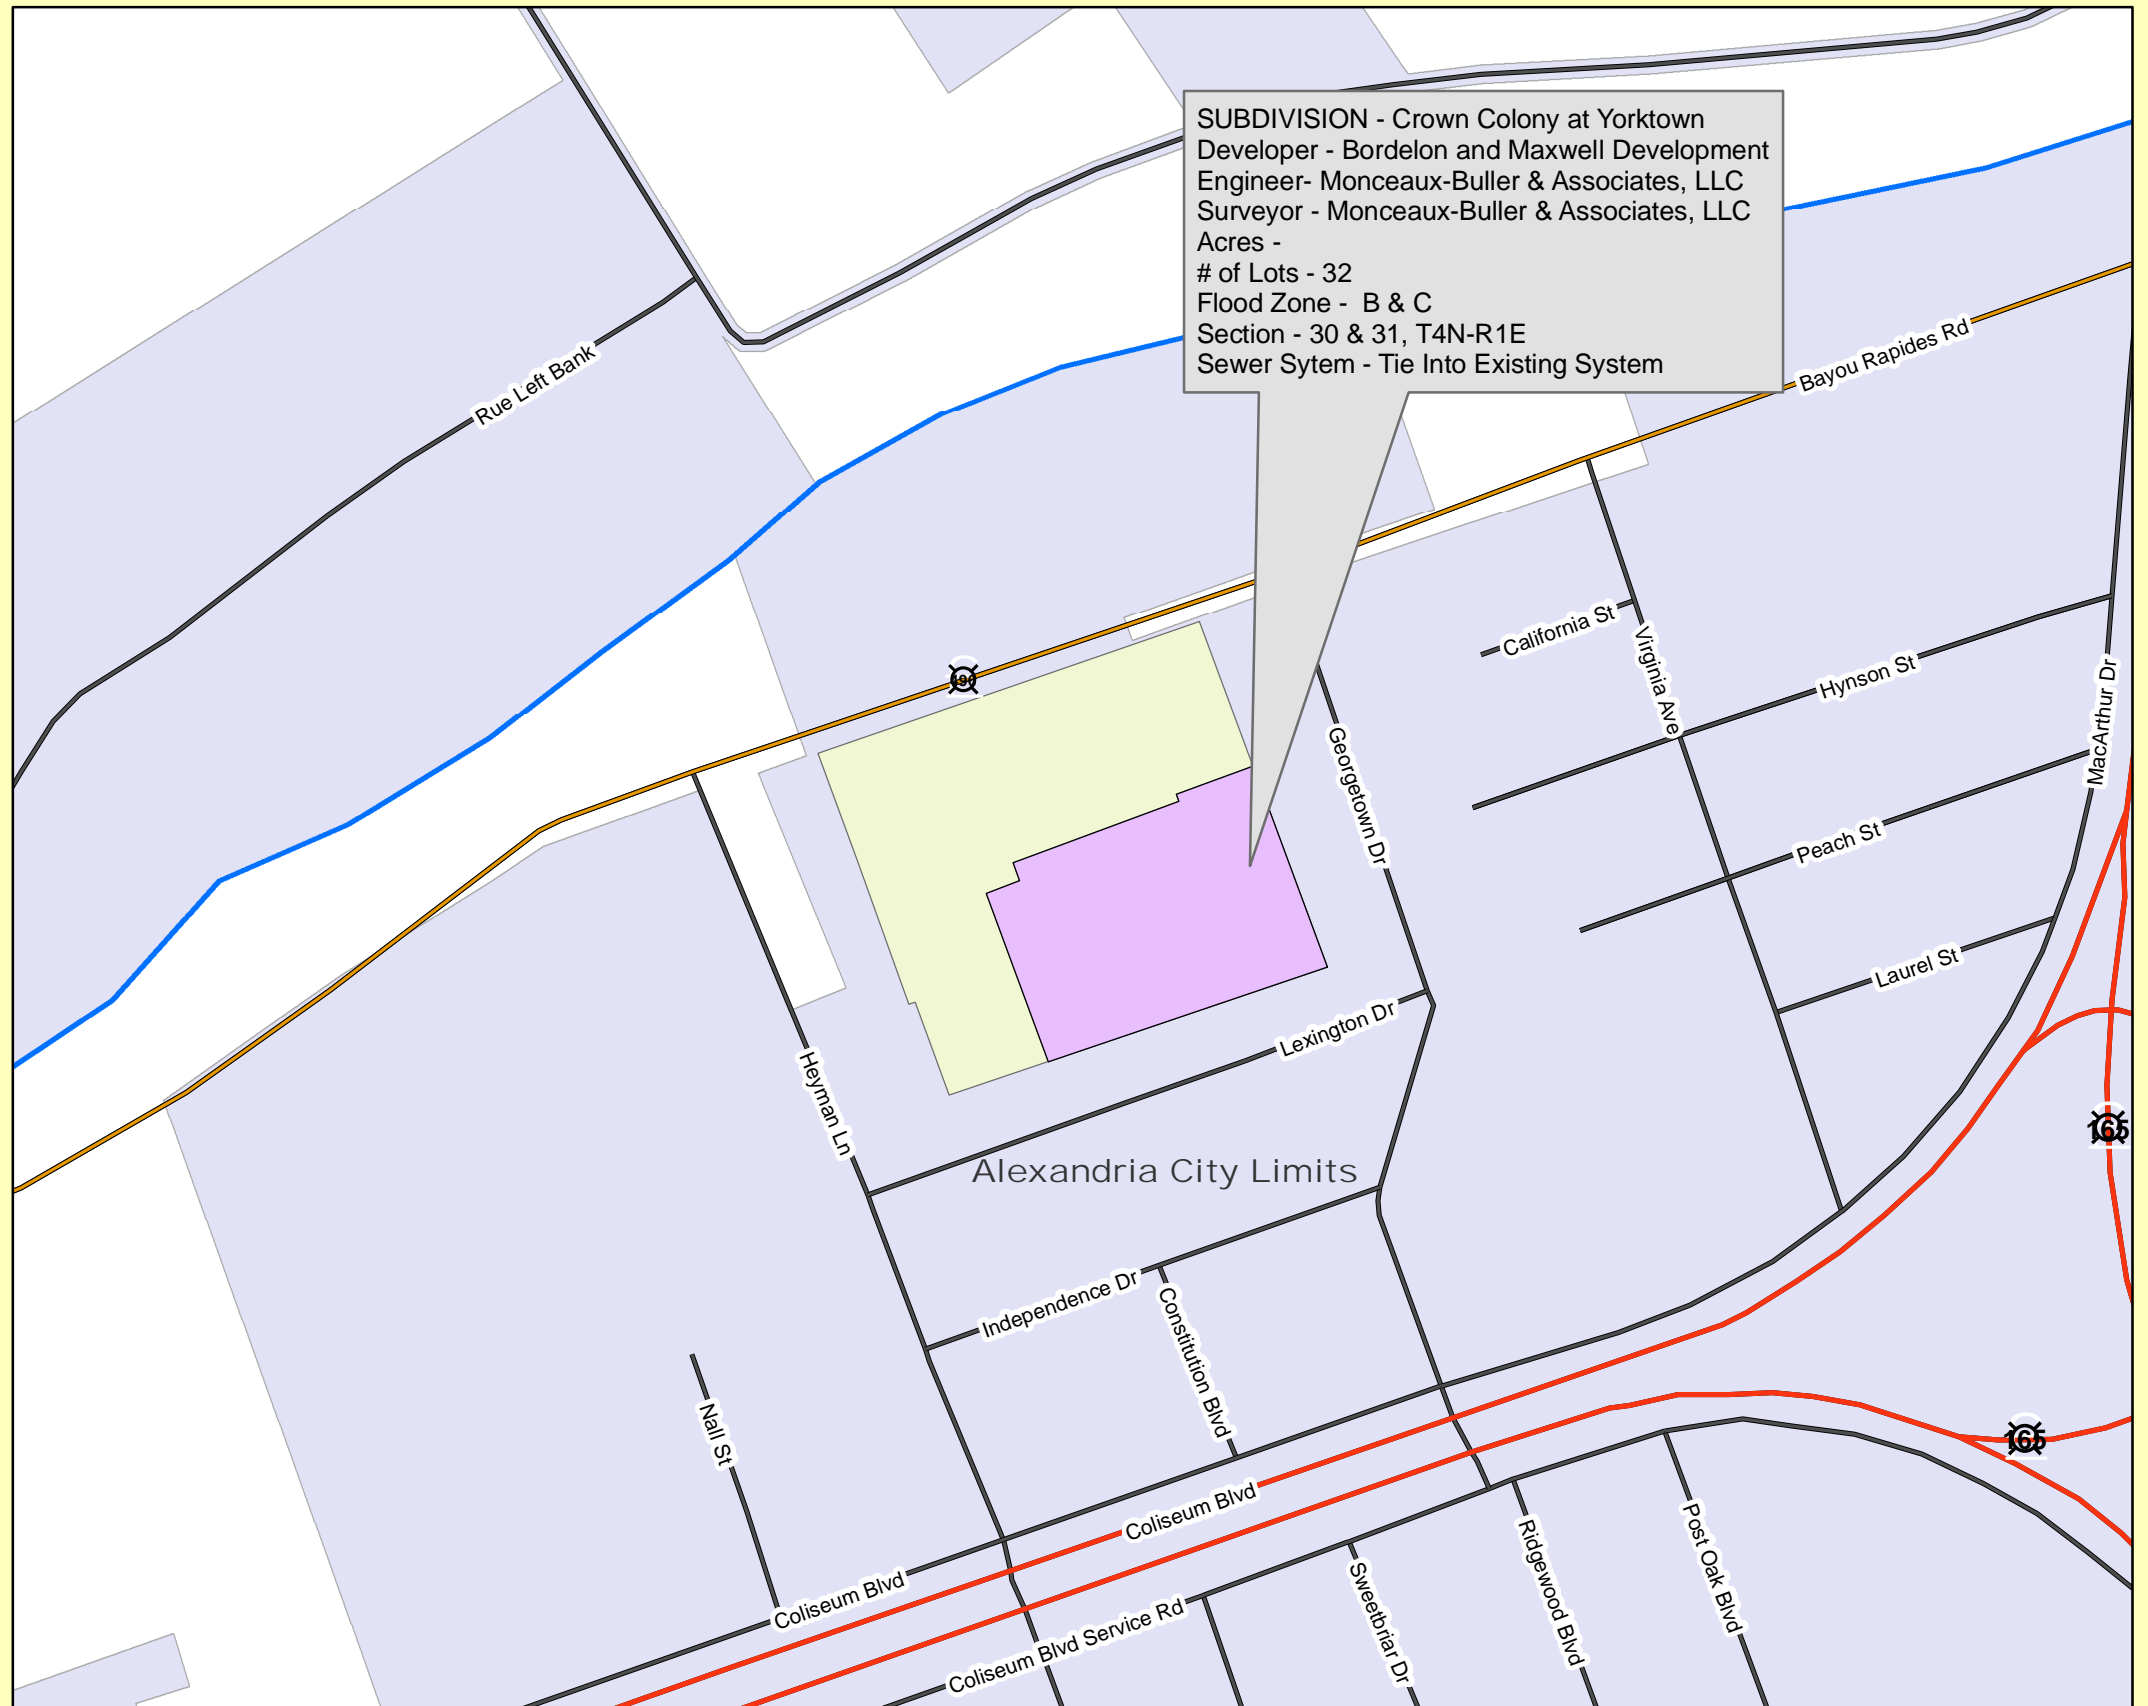 SUBDIVISION - Crown Colony at Yorktown
Developer - Bordelon and Maxwell Development
Engineer- Monceaux-Buller & Associates, LLC
Surveyor - Monceaux-Buller & Associates, LLC
Acres -
# of Lots - 32
Flood Zone -  B & C
Section - 30 & 31, T4N-R1E
Sewer Sytem - Tie Into Existing System
Bayou Rapides Rd
Rue Left Bank
California St
Virginia Ave
Hynson St
MacArthur Dr
496
Georgetown Dr
Peach St
Laurel St
Lexington Dr
Heyman Ln
165
Alexandria City Limits
Independence Dr
Constitution Blvd
Nall St
165
Coliseum Blvd
Coliseum Blvd
Ridgewood Blvd
Post Oak Blvd
Sweetbriar Dr
Coliseum Blvd Service Rd